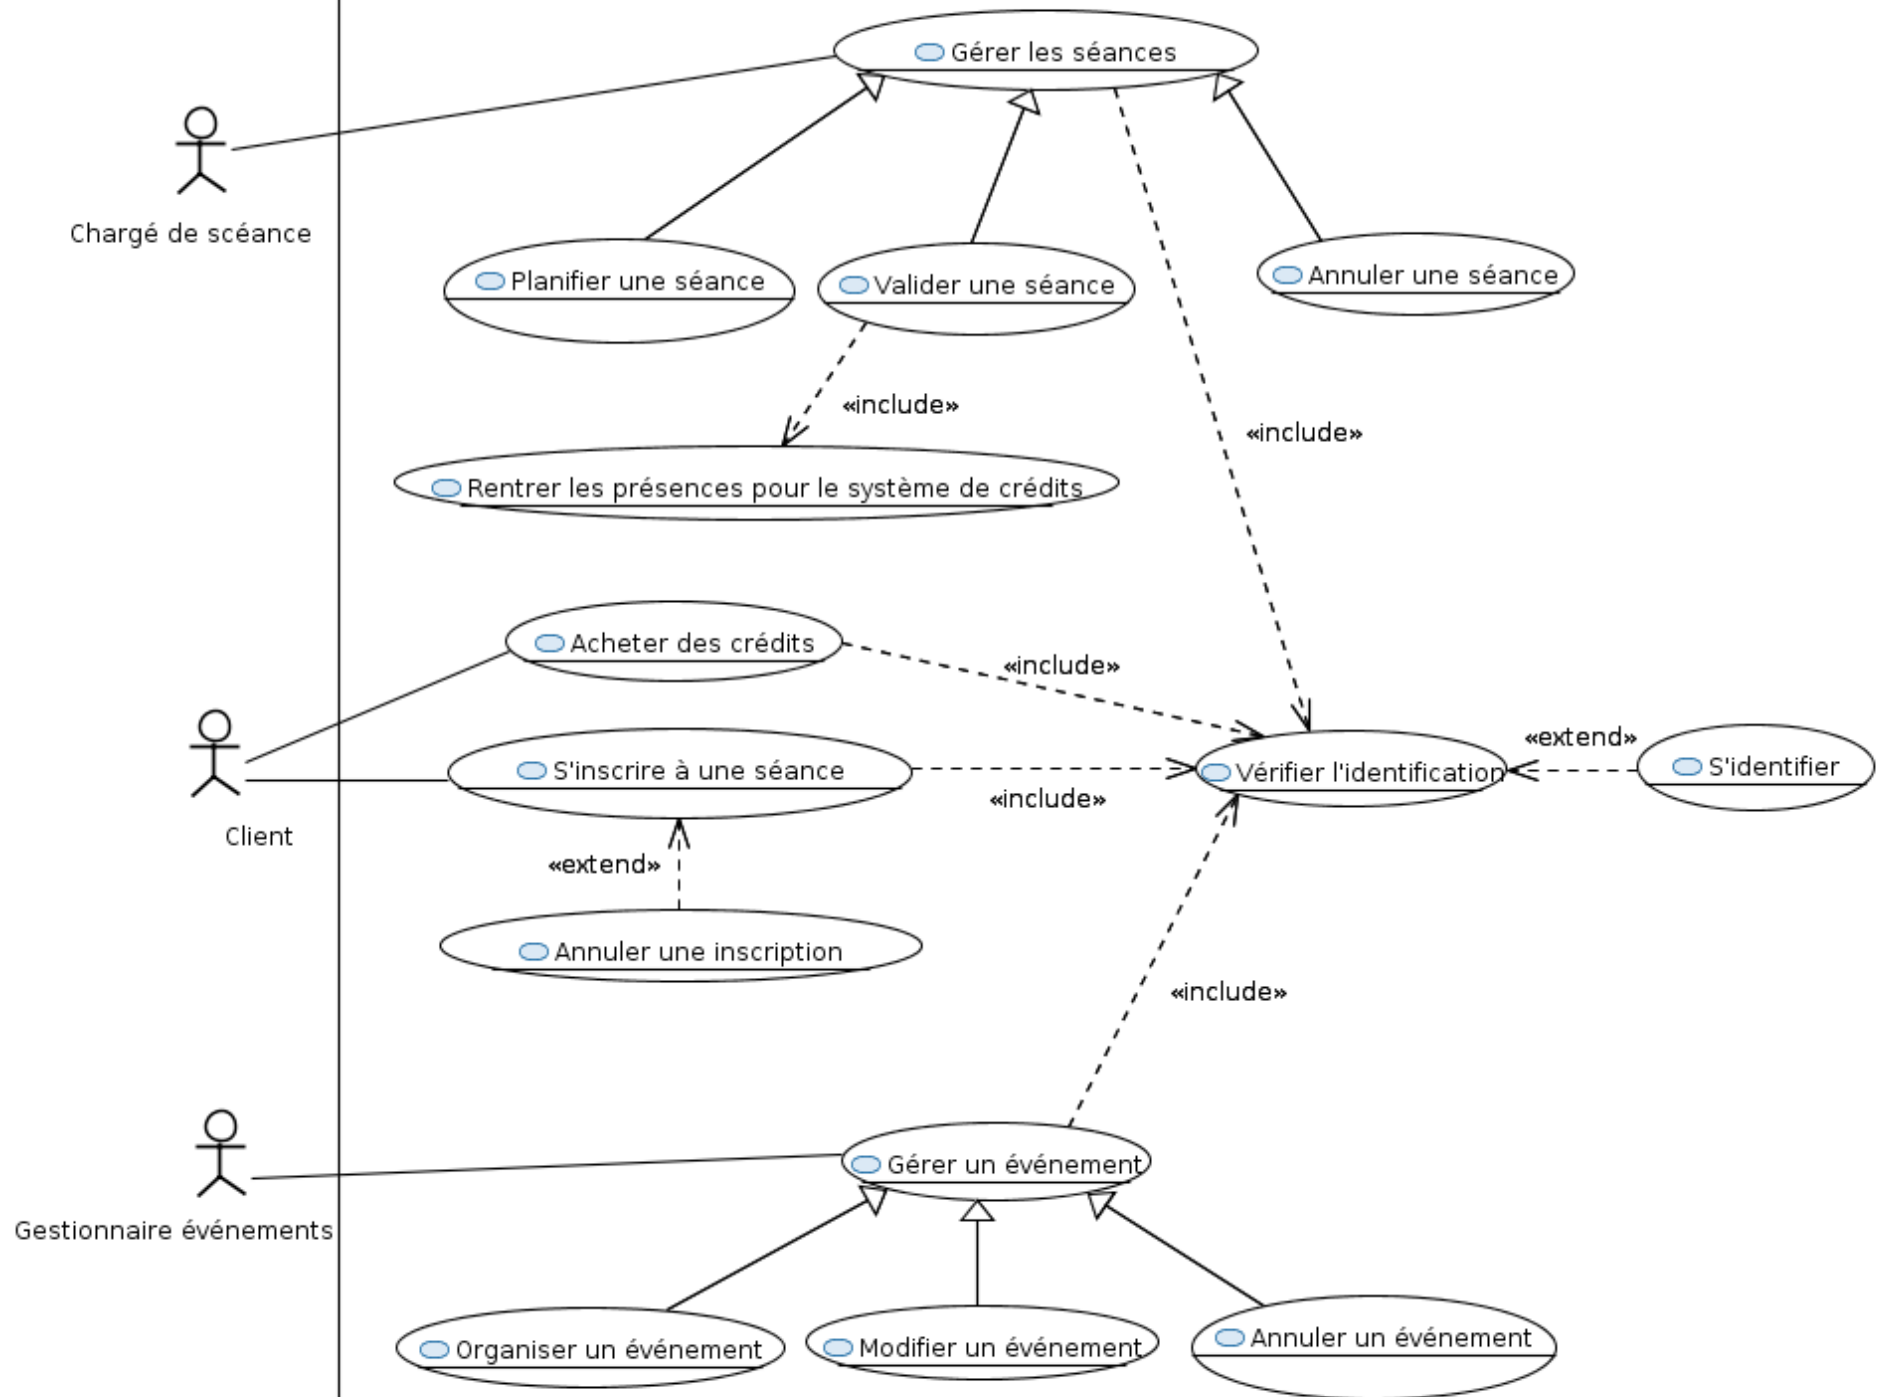 Gérer les séances
Chargé de scéance
Planifier une séance
Valider une séance
Annuler une séance
«include»
«include»
Rentrer les présences pour le système de crédits
Acheter des crédits
«include»
«extend»
S'inscrire à une séance
Vérifier l'identification
S'identifier
«include»
Client
«extend»
Annuler une inscription
«include»
Gérer un événement
Gestionnaire événements
Organiser un événement
Modifier un événement
Annuler un événement